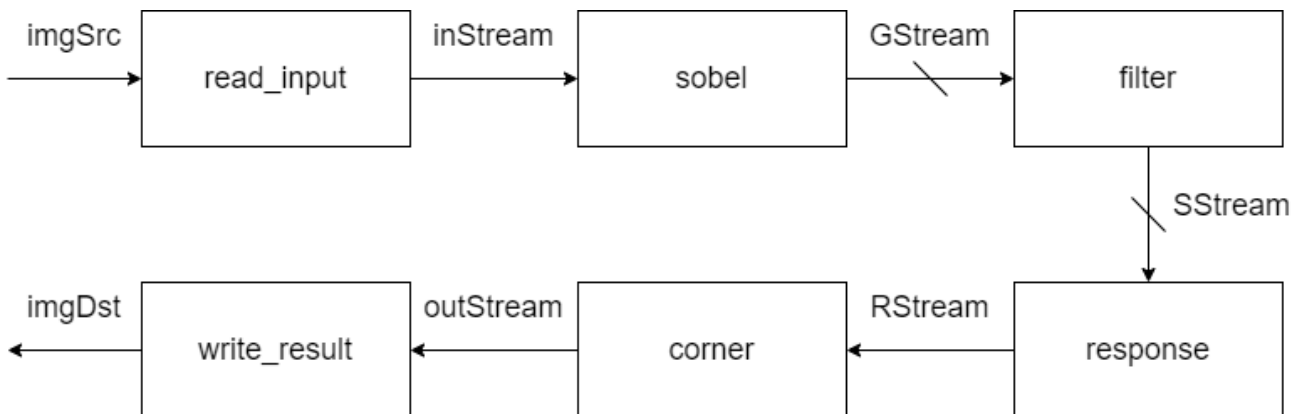 imgSrc
read_input
inStream
sobel
GStream
filter
SStream
response
RStream
corner
outStream
write_result
imgDst